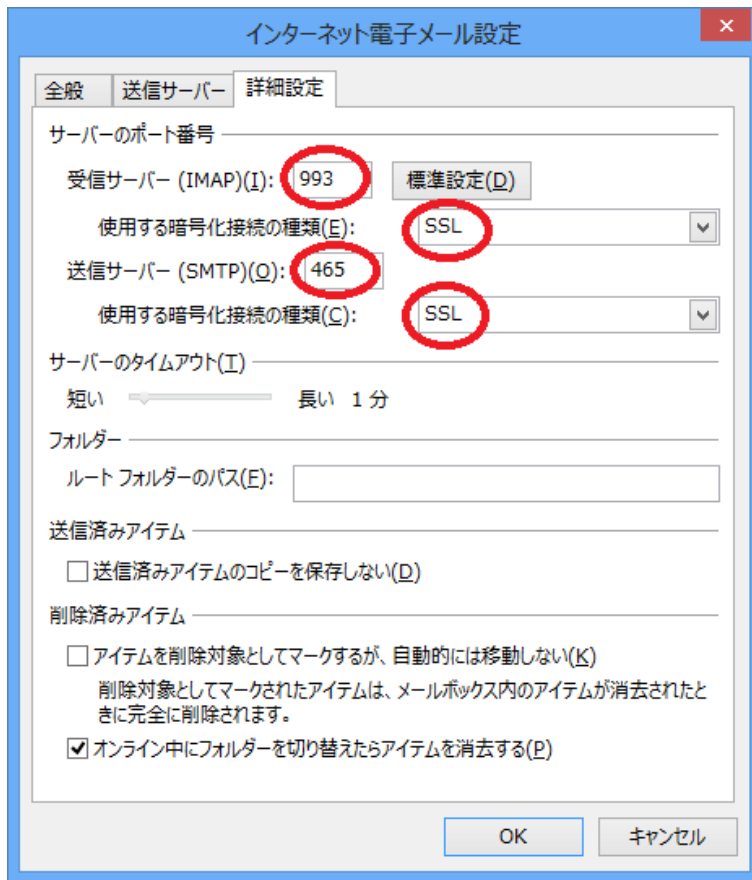 インターネット電子メール設定
全般 送信サーバー 詳細設定
サーバーのポート番号
受信サーバー (IMAP)(I): 993 標準設定(D)
使用する暗号化接続の種類(E): SSL
送信サーバー (SMTP)(O): 465
使用する暗号化接続の種類(C): SSL
サーバーのタイムアウト(T)
短い 長い 1 分
フォルダー
ルート フォルダーのパス(F):
送信済みアイテム
送信済みアイテムのコピーを保存しない(D)
削除済みアイテム
アイテムを削除対象としてマークするが、自動的には移動しない(K)
削除対象としてマークされたアイテムは、メールボックス内のアイテムが消去されたと
きに完全に削除されます。
オンライン中にフォルダーを切り替えたらアイテムを消去する(P)
OK キャンセル